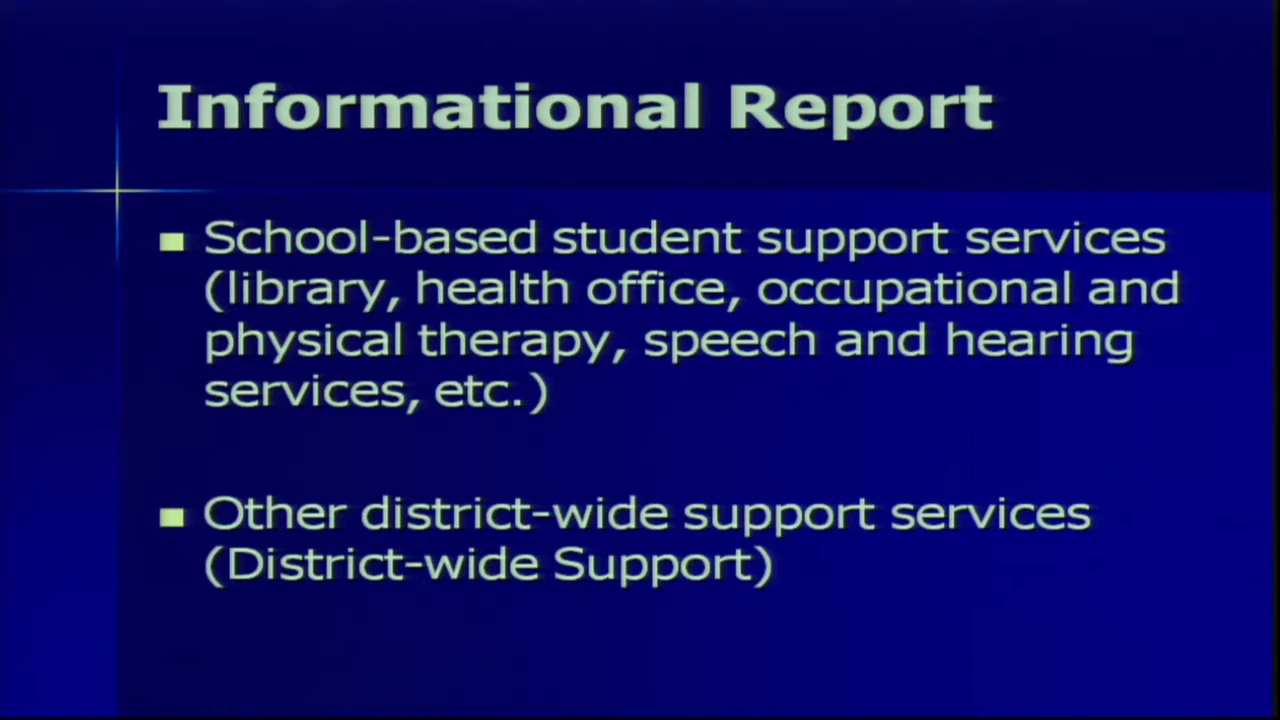 Informational Report
School-based student support services
(library, health office, occupational and
physical therapy, speech and hearing
services, etc.)
Other district-wide support services
(District-wide Support)